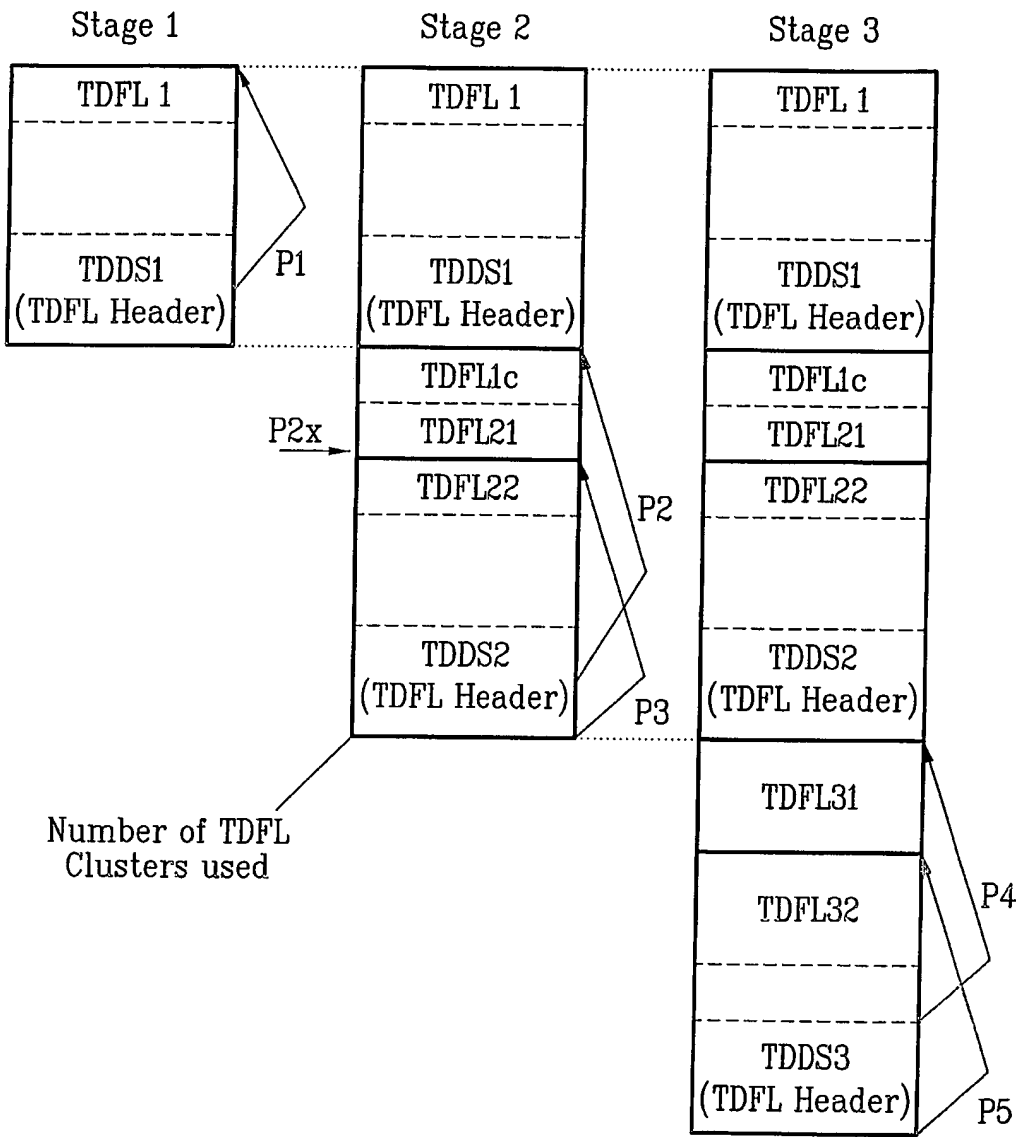 Stage 1
Stage 2
Stage 3
TDFL 1
TDDS1
(TDFL Header)
P1
TDFL 1
TDDS1
(TDFL Header)
TDFL1c
P2x
TDFL21
TDFL22
P2
TDDS2
(TDFL Header)
P3
Number of TDFL
Clusters used
TDFL 1
TDDS1
(TDFL Header)
TDFL1c
TDFL21
TDFL22
TDDS2
(TDFL Header)
TDFL31
TDFL32
P4
TDDS3
(TDFL Header)
P5